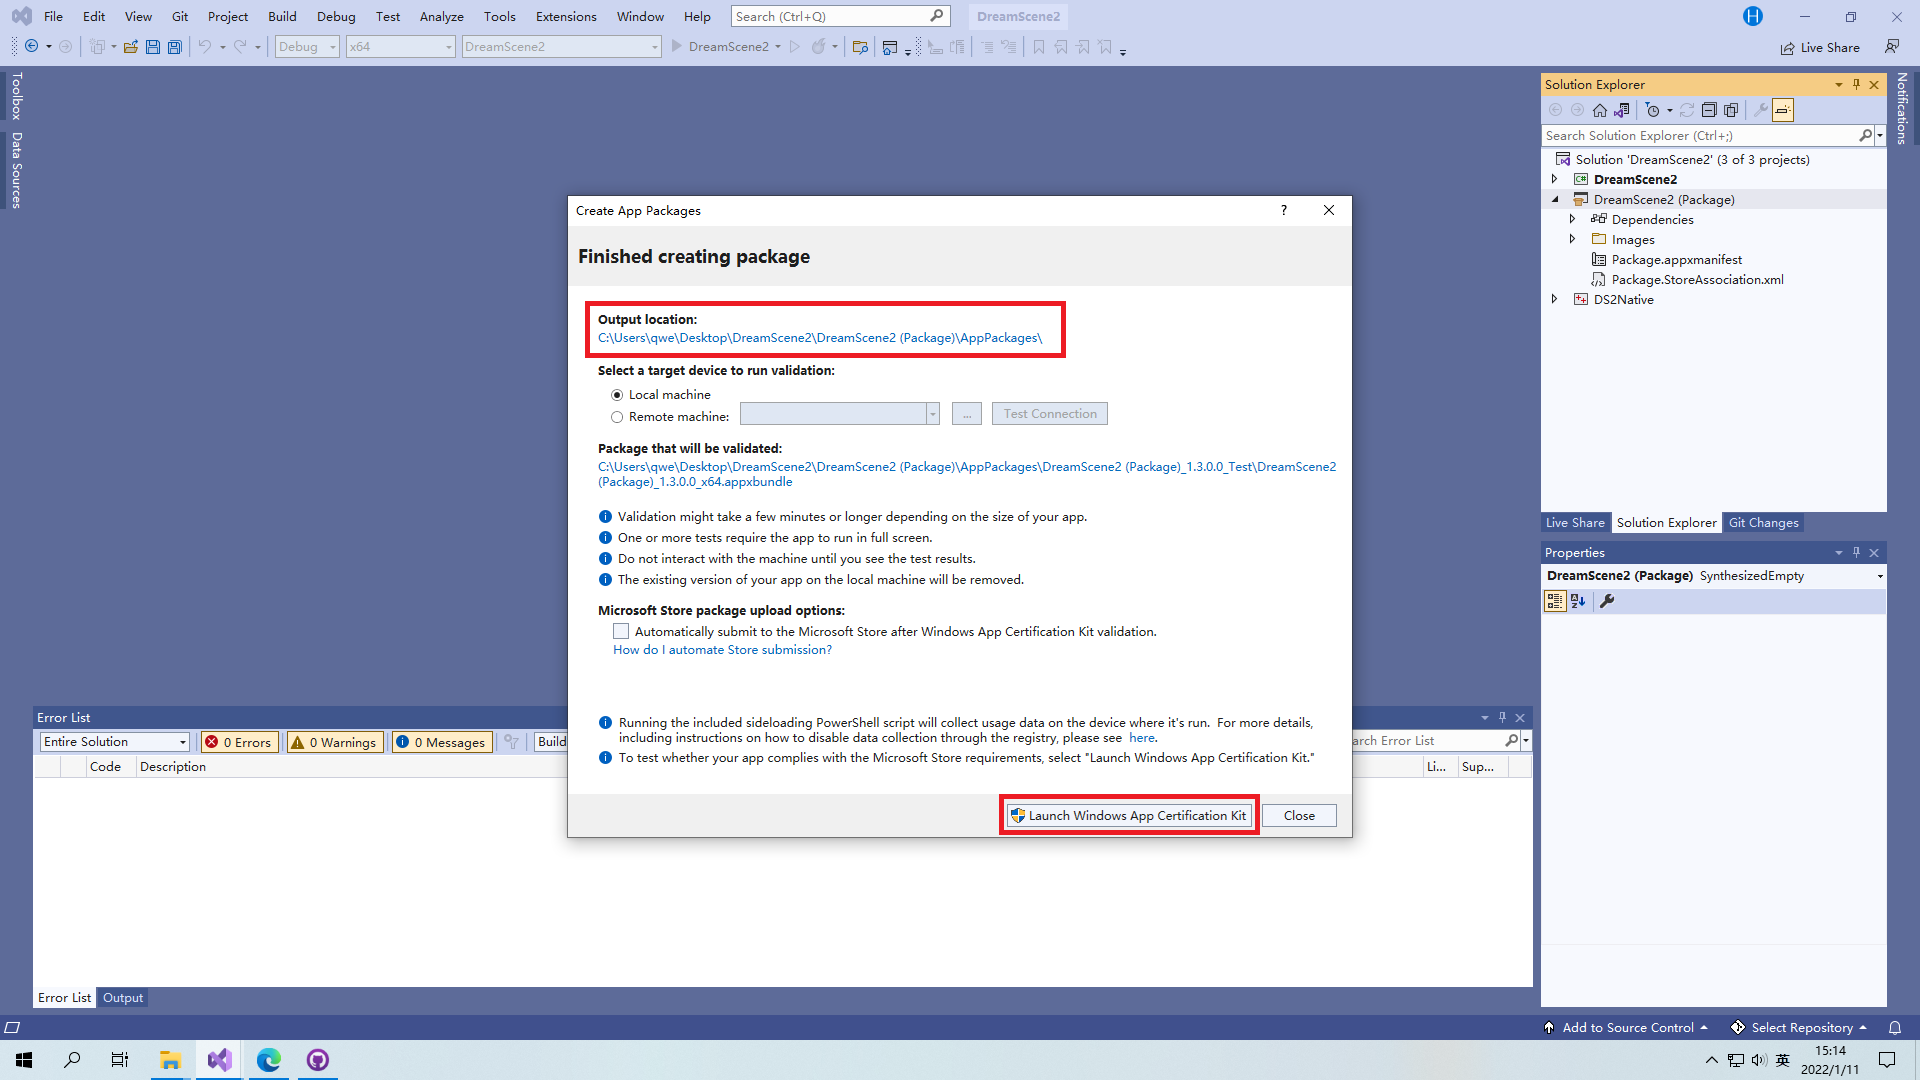 File Edit View Git Project Build Debug Test Analyze Tools Extensions Window Help Search (Ctrl+Q) DreamScene2
H
Debug x64 DreamScene2 DreamScene2 Live Share
Toolbox
Data Sources
Notifications
Solution Explorer
Search Solution Explorer (Ctrl+;)
Solution 'DreamScene2' (3 of 3 projects)
C# DreamScene2
DreamScene2 (Package)
Dependencies
Images
Package.appxmanifest
Package.StoreAssociation.xml
DS2Native
Live Share Solution Explorer Git Changes
Properties
DreamScene2 (Package) SynthesizedEmpty
Create App Packages
?
Finished creating package
Output location:
C:\Users\qwe\Desktop\DreamScene2\DreamScene2 (Package)\AppPackages\
Select a target device to run validation:
Local machine
Remote machine: ... Test Connection
Package that will be validated:
C:\Users\qwe\Desktop\DreamScene2\DreamScene2 (Package)\AppPackages\DreamScene2 (Package)_1.3.0.0_Test\DreamScene2
(Package)_1.3.0.0_x64.appxbundle
Validation might take a few minutes or longer depending on the size of your app.
One or more tests require the app to run in full screen.
Do not interact with the machine until you see the test results.
The existing version of your app on the local machine will be removed.
Microsoft Store package upload options:
Automatically submit to the Microsoft Store after Windows App Certification Kit validation.
How do I automate Store submission?
Running the included sideloading PowerShell script will collect usage data on the device where it's run. For more details,
including instructions on how to disable data collection through the registry, please see here.
To test whether your app complies with the Microsoft Store requirements, select "Launch Windows App Certification Kit."
Launch Windows App Certification Kit Close
Error List
Entire Solution 0 Errors 0 Warnings 0 Messages Build arch Error List
Code Description Li... Sup...
Error List Output
Add to Source Control Select Repository
英 15:14
2022/1/11